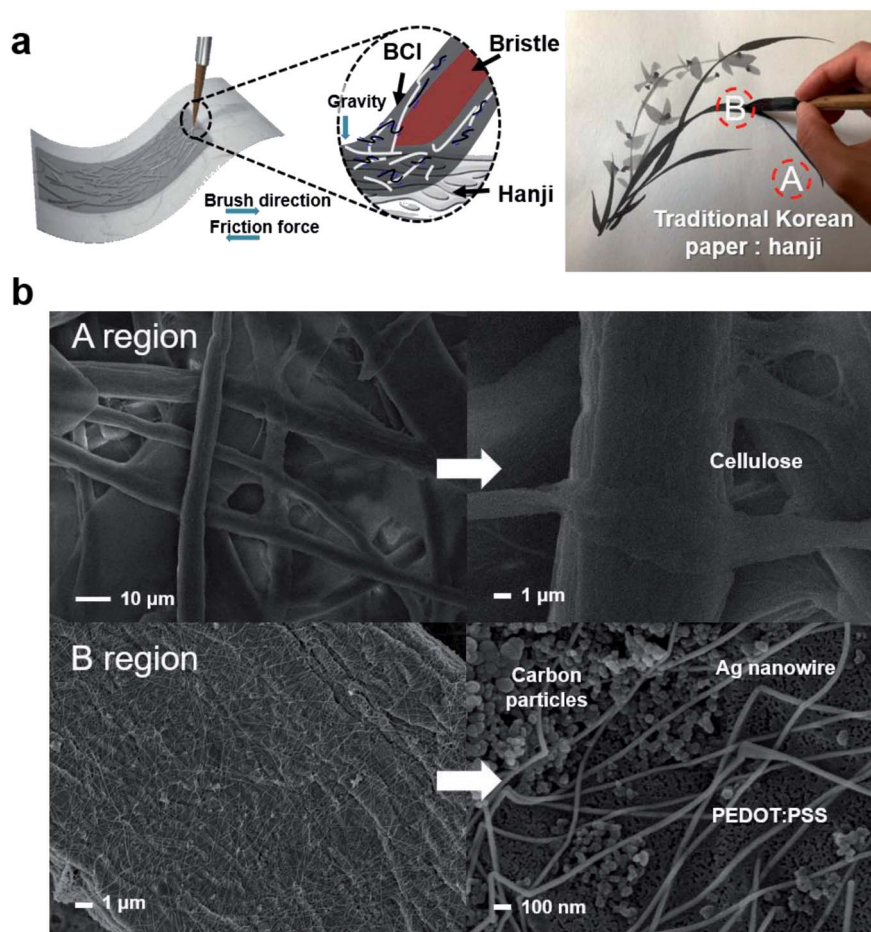 a
BCI
Bristle
Gravity
Hanji
Brush direction
Friction force
B
A
Traditional Korean
paper : hanji
b
A region
10 µm
Cellulose
1 µm
B region
1 µm
Carbon
particles
Ag nanowire
PEDOT:PSS
100 nm